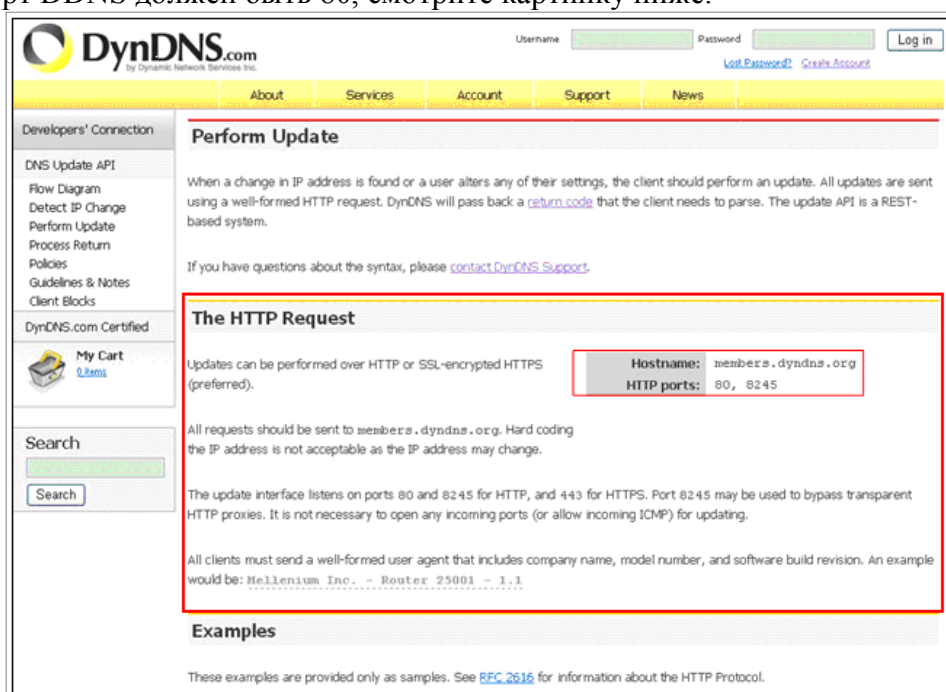 рт DDNS должен быть 80, смотрите картинку ниже.
DynDNS.com
by Dynamic Network Services Inc.
Username
Password
Log in
Lost Password? Create Account
About Services Account Support News
Developers' Connection
DNS Update API
Flow Diagram
Detect IP Change
Perform Update
Process Return
Policies
Guidelines & Notes
Client Blocks
DynDNS.com Certified
My Cart
0 items
Search
Search
Perform Update
When a change in IP address is found or a user alters any of their settings, the client should perform an update. All updates are sent
using a well-formed HTTP request. DynDNS will pass back a return code that the client needs to parse. The update API is a REST-
based system.
If you have questions about the syntax, please contact DynDNS Support.
The HTTP Request
Updates can be performed over HTTP or SSL-encrypted HTTPS
(preferred).
Hostname: members.dyndns.org
HTTP ports: 80, 8245
All requests should be sent to members.dyndns.org. Hard coding
the IP address is not acceptable as the IP address may change.
The update interface listens on ports 80 and 8245 for HTTP, and 443 for HTTPS. Port 8245 may be used to bypass transparent
HTTP proxies. It is not necessary to open any incoming ports (or allow incoming ICMP) for updating.
All clients must send a well-formed user agent that includes company name, model number, and software build revision. An example
would be: Mellenium Inc. - Router 25001 - 1.1
Examples
These examples are provided only as samples. See RFC 2616 for information about the HTTP Protocol.